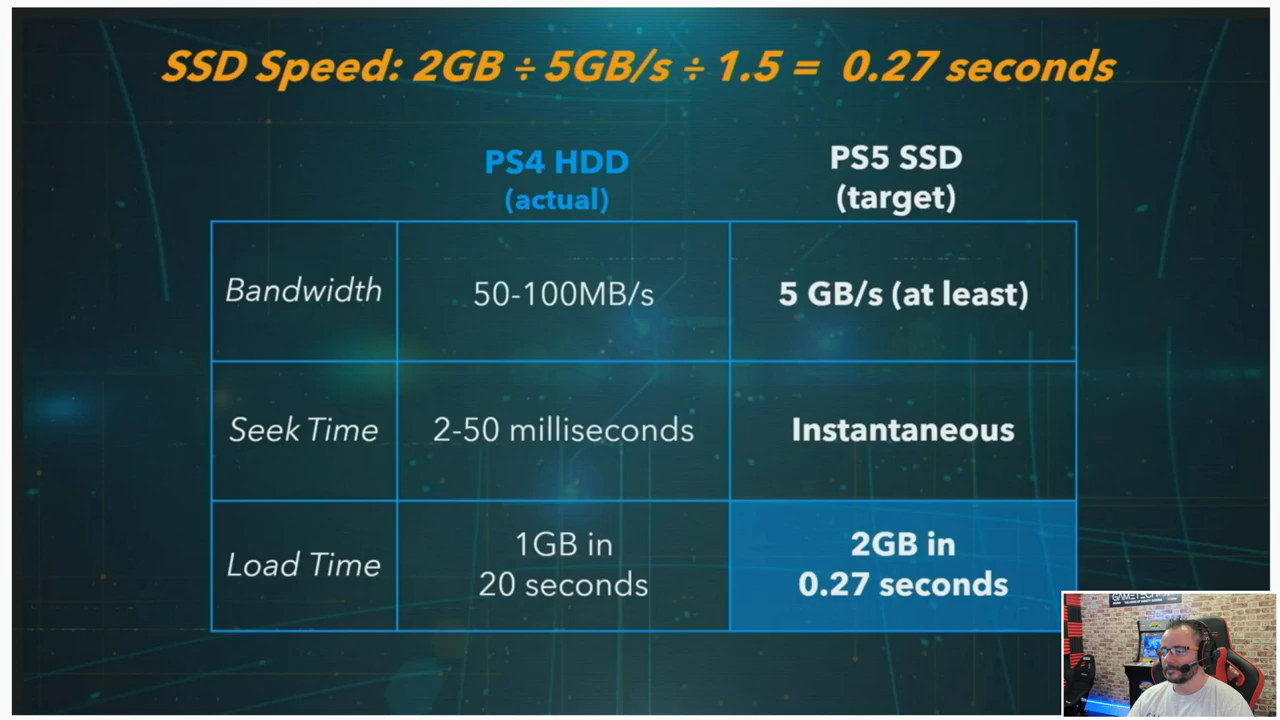 SSD Speed: 2GB ÷ 5GB/s ÷ 1.5 = 0.27 seconds
PS4 HDD
(actual)
PS5 SSD
(target)
Bandwidth
50-100MB/s
5 GB/s (at least)
Seek Time
2-50 milliseconds
Instantaneous
Load Time
1GB in
20 seconds
2GB in
0.27 seconds